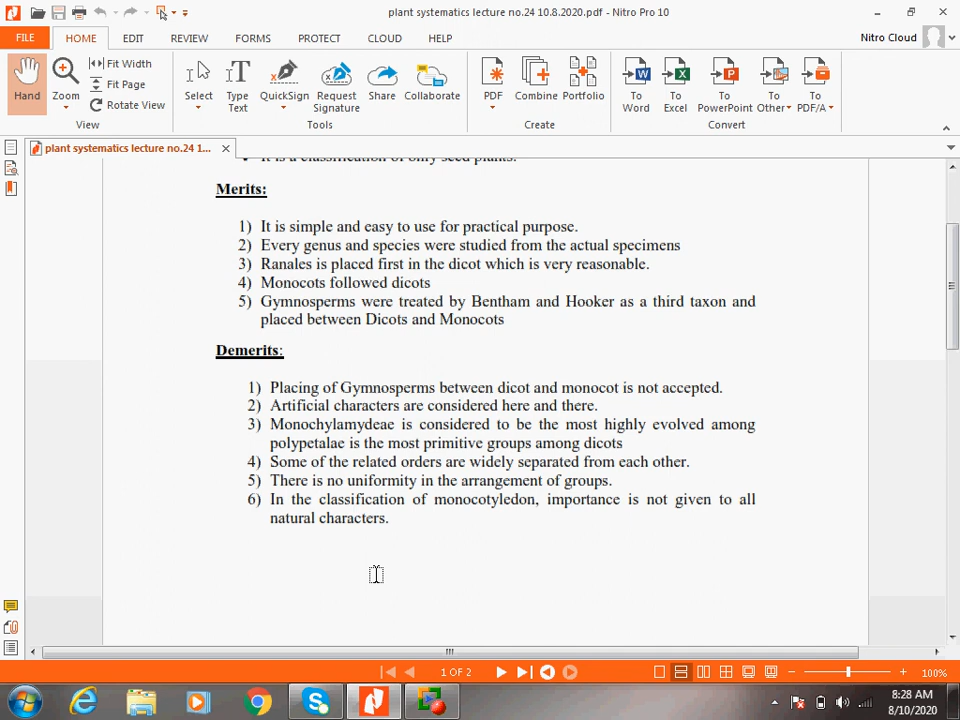 plant systematics lecture no.24 10.8.2020.pdf - Nitro Pro 10
FILE HOME EDIT REVIEW FORMS PROTECT CLOUD HELP Nitro Cloud
Hand
Zoom
Fit Width
Fit Page
Rotate View
View
Select
Type Text
QuickSign
Request Signature
Share
Collaborate
Tools
PDF
Combine
Portfolio
Create
To Word
To Excel
To PowerPoint
To Other
To PDF/A
Convert
plant systematics lecture no.24 1...
It is a classification of only seed plants.
Merits:
1) It is simple and easy to use for practical purpose.
2) Every genus and species were studied from the actual specimens
3) Ranales is placed first in the dicot which is very reasonable.
4) Monocots followed dicots
5) Gymnosperms were treated by Bentham and Hooker as a third taxon and
placed between Dicots and Monocots
Demerits:
1) Placing of Gymnosperms between dicot and monocot is not accepted.
2) Artificial characters are considered here and there.
3) Monochylamydeae is considered to be the most highly evolved among
polypetalae is the most primitive groups among dicots
4) Some of the related orders are widely separated from each other.
5) There is no uniformity in the arrangement of groups.
6) In the classification of monocotyledon, importance is not given to all
natural characters.
1 OF 2
100%
8:28 AM
8/10/2020